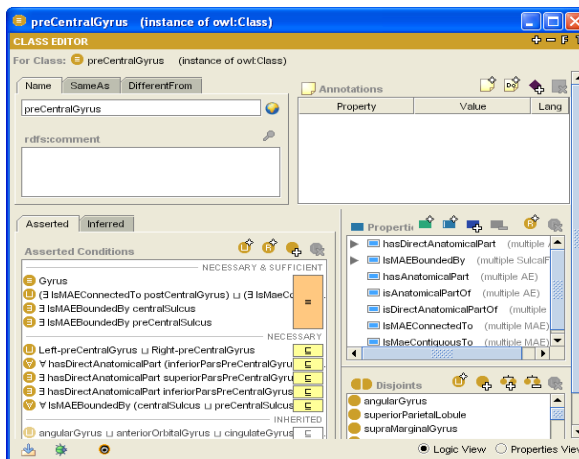 preCentralGyrus (instance of owl:Class)
CLASS EDITOR
For Class: preCentralGyrus (instance of owl:Class)
Name SameAs DifferentFrom
preCentralGyrus
rdfs:comment
Annotations
Property Value Lang
Asserted Inferred
Asserted Conditions
NECESSARY & SUFFICIENT
Gyrus
(∃ IsMAEConnectedTo postCentralGyrus) ⊔ (∃ IsMaeCo
∃ IsMAEBoundedBy centralSulcus
∃ IsMAEBoundedBy preCentralSulcus
NECESSARY
Left-preCentralGyrus ⊔ Right-preCentralGyrus
∀ hasDirectAnatomicalPart (inferiorParsPreCentralGyru
∃ hasDirectAnatomicalPart superiorParsPreCentralGyru
∃ hasDirectAnatomicalPart inferiorParsPreCentralGyrus
∀ IsMAEBoundedBy (centralSulcus ⊔ preCentralSulcus
INHERITED
angularGyrus ⊔ anteriorOrbitalGyrus ⊔ cingulateGyrus
Properti
hasDirectAnatomicalPart (multiple
IsMAEBoundedBy (multiple SulcalF
hasAnatomicalPart (multiple AE)
isAnatomicalPartOf (multiple AE)
isDirectAnatomicalPartOf (multiple
IsMAEConnectedTo (multiple MAE)
IsMaeContiguousTo (multiple MAE)
Disjoints
angularGyrus
superiorParietalLobule
supraMarginalGyrus
Logic View Properties View